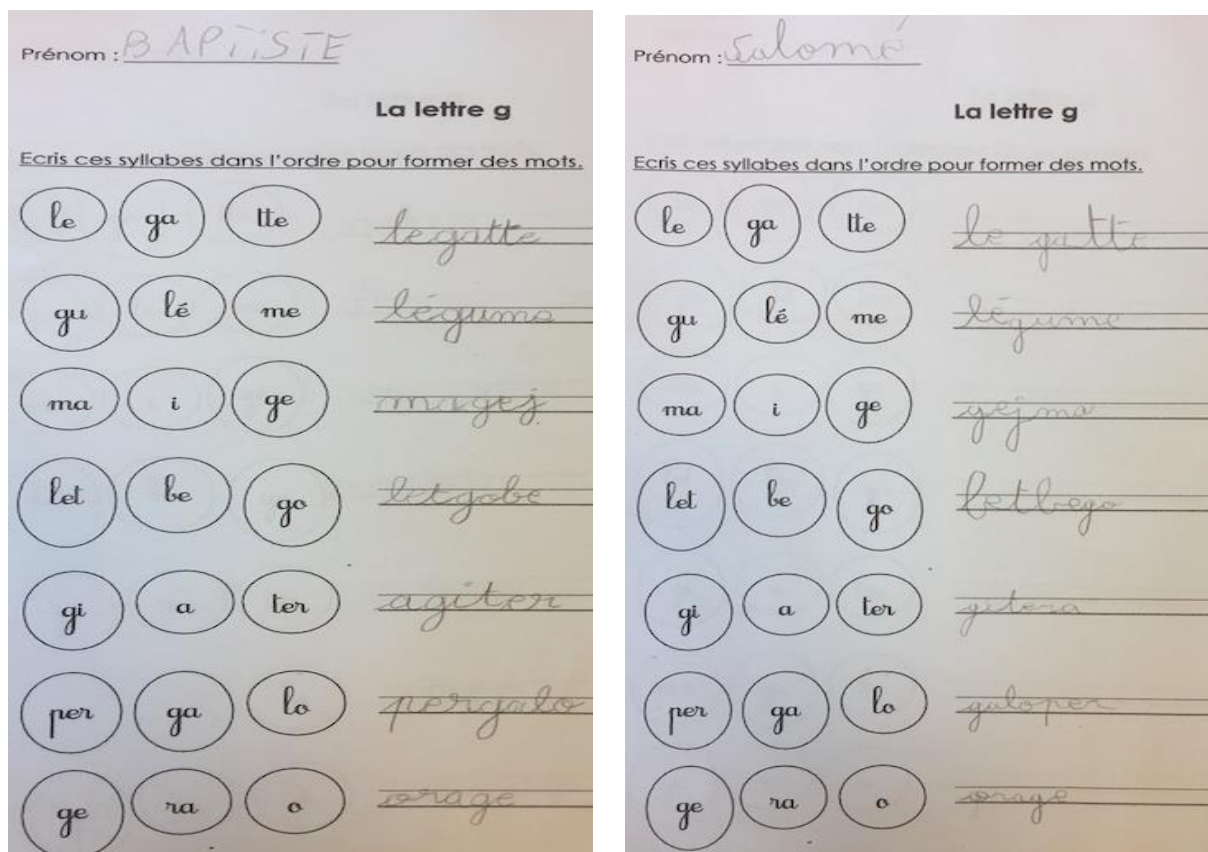 Prénom : BAPTISTE
La lettre g
Ecris ces syllabes dans l'ordre pour former des mots.
le ga tte legatte
gu lé me légume
ma i ge magej
let be go letgobe
gi a ter agiter
per ga lo pergalo
ge ra o orage
Prénom : Salomé
La lettre g
Ecris ces syllabes dans l'ordre pour former des mots.
le ga tte le gatte
gu lé me légume
ma i ge gejma
let be go letbego
gi a ter gitera
per ga lo galoper
ge ra o orage